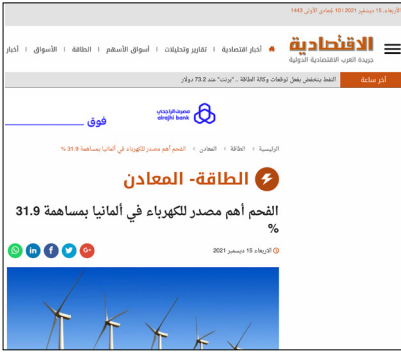 الأربعاء, 15 ديسمبر 2021 | 10 جُمادى الأولى 1443
الاقتصادية
جريدة العرب الاقتصادية الدولية
أخبار اقتصادية | تقارير وتحليلات | أسواق الأسهم | الطاقة | الأسواق | أخبار
آخر ساعة
النفط ينخفض بفعل توقعات وكالة الطاقة .. "برنت" عند 73.2 دولار
مصرف الراجحي
alrajhi bank
فوق
الرئيسية › الطاقة › المعادن › الفحم أهم مصدر للكهرباء في ألمانيا بمساهمة 31.9 %
الطاقة- المعادن
الفحم أهم مصدر للكهرباء في ألمانيا بمساهمة 31.9
%
الاربعاء 15 ديسمبر 2021